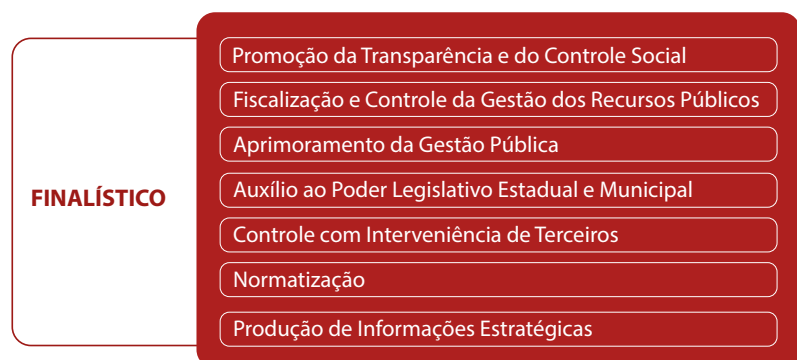 FINALÍSTICO
Promoção da Transparência e do Controle Social
Fiscalização e Controle da Gestão dos Recursos Públicos
Aprimoramento da Gestão Pública
Auxílio ao Poder Legislativo Estadual e Municipal
Controle com Interveniência de Terceiros
Normatização
Produção de Informações Estratégicas